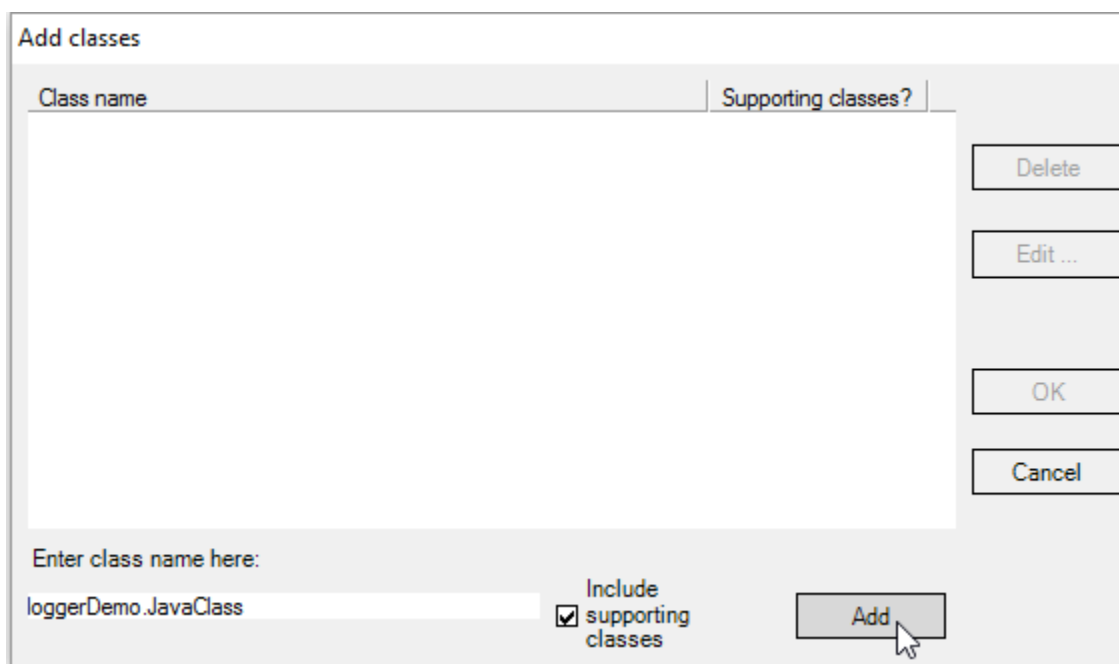 Add classes
Class name Supporting classes?
Delete
Edit ...
OK
Cancel
Enter class name here:
loggerDemo.JavaClass
Include
supporting
classes
Add